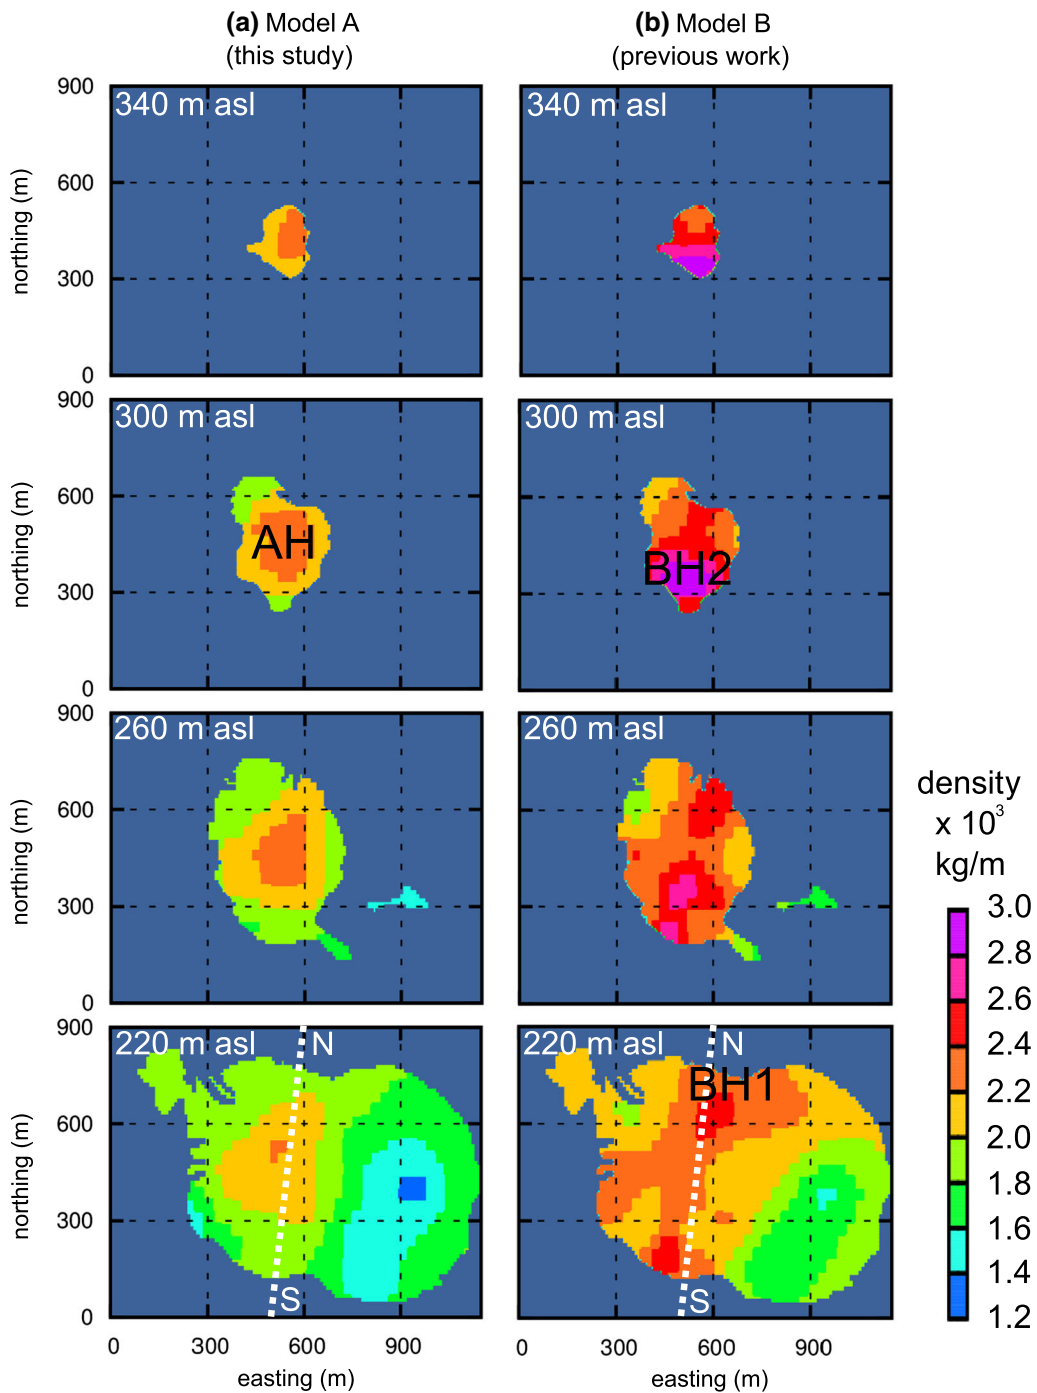 (a) Model A
(this study)
(b) Model B
(previous work)
900
600
300
0
northing (m)
340 m asl
340 m asl
900
600
300
0
northing (m)
300 m asl
AH
300 m asl
BH2
900
600
300
0
northing (m)
260 m asl
260 m asl
900
600
300
0
northing (m)
220 m asl
N
S
220 m asl
N
BH1
S
0
300
600
900
easting (m)
0
300
600
900
easting (m)
density
x 10³
kg/m
3.0
2.8
2.6
2.4
2.2
2.0
1.8
1.6
1.4
1.2